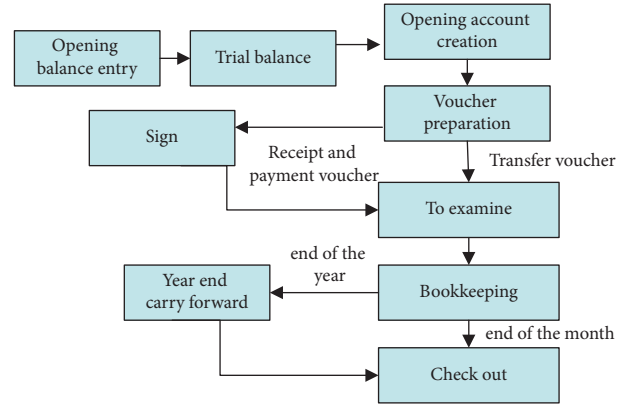 Opening
balance entry
Trial balance
Opening account
creation
Voucher
preparation
Sign
Receipt and
payment voucher
Transfer voucher
To examine
end of the
year
Year end
carry forward
Bookkeeping
end of the month
Check out